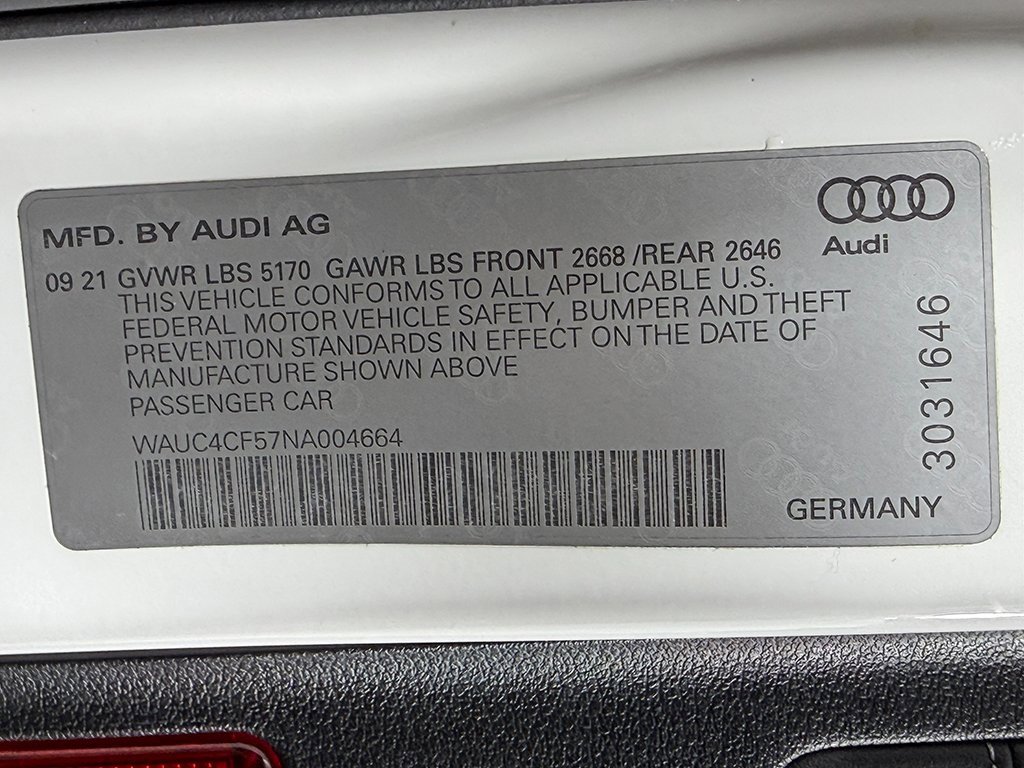 MFD. BY AUDI AG
Audi
09 21 GVWR LBS 5170 GAWR LBS FRONT 2668 /REAR 2646
THIS VEHICLE CONFORMS TO ALL APPLICABLE U.S.
FEDERAL MOTOR VEHICLE SAFETY, BUMPER AND THEFT
PREVENTION STANDARDS IN EFFECT ON THE DATE OF
MANUFACTURE SHOWN ABOVE
PASSENGER CAR
WAUC4CF57NA004664
3031646
GERMANY